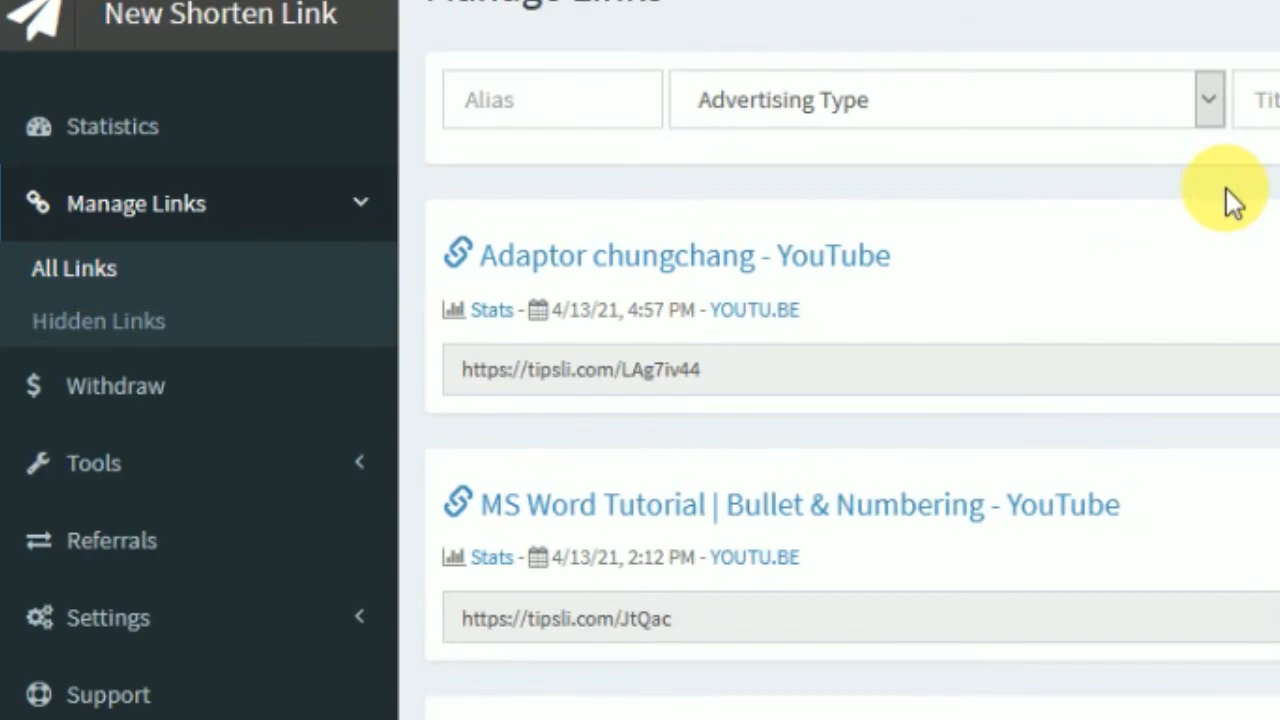 New Shorten Link
Statistics
Manage Links
All Links
Hidden Links
Withdraw
Tools
Referrals
Settings
Support
Manage Links
Alias
Advertising Type
Adaptor chungchang - YouTube
Stats - 4/13/21, 4:57 PM - YOUTU.BE
https://tipsli.com/LAg7iv44
MS Word Tutorial | Bullet & Numbering - YouTube
Stats - 4/13/21, 2:12 PM - YOUTU.BE
https://tipsli.com/JtQac